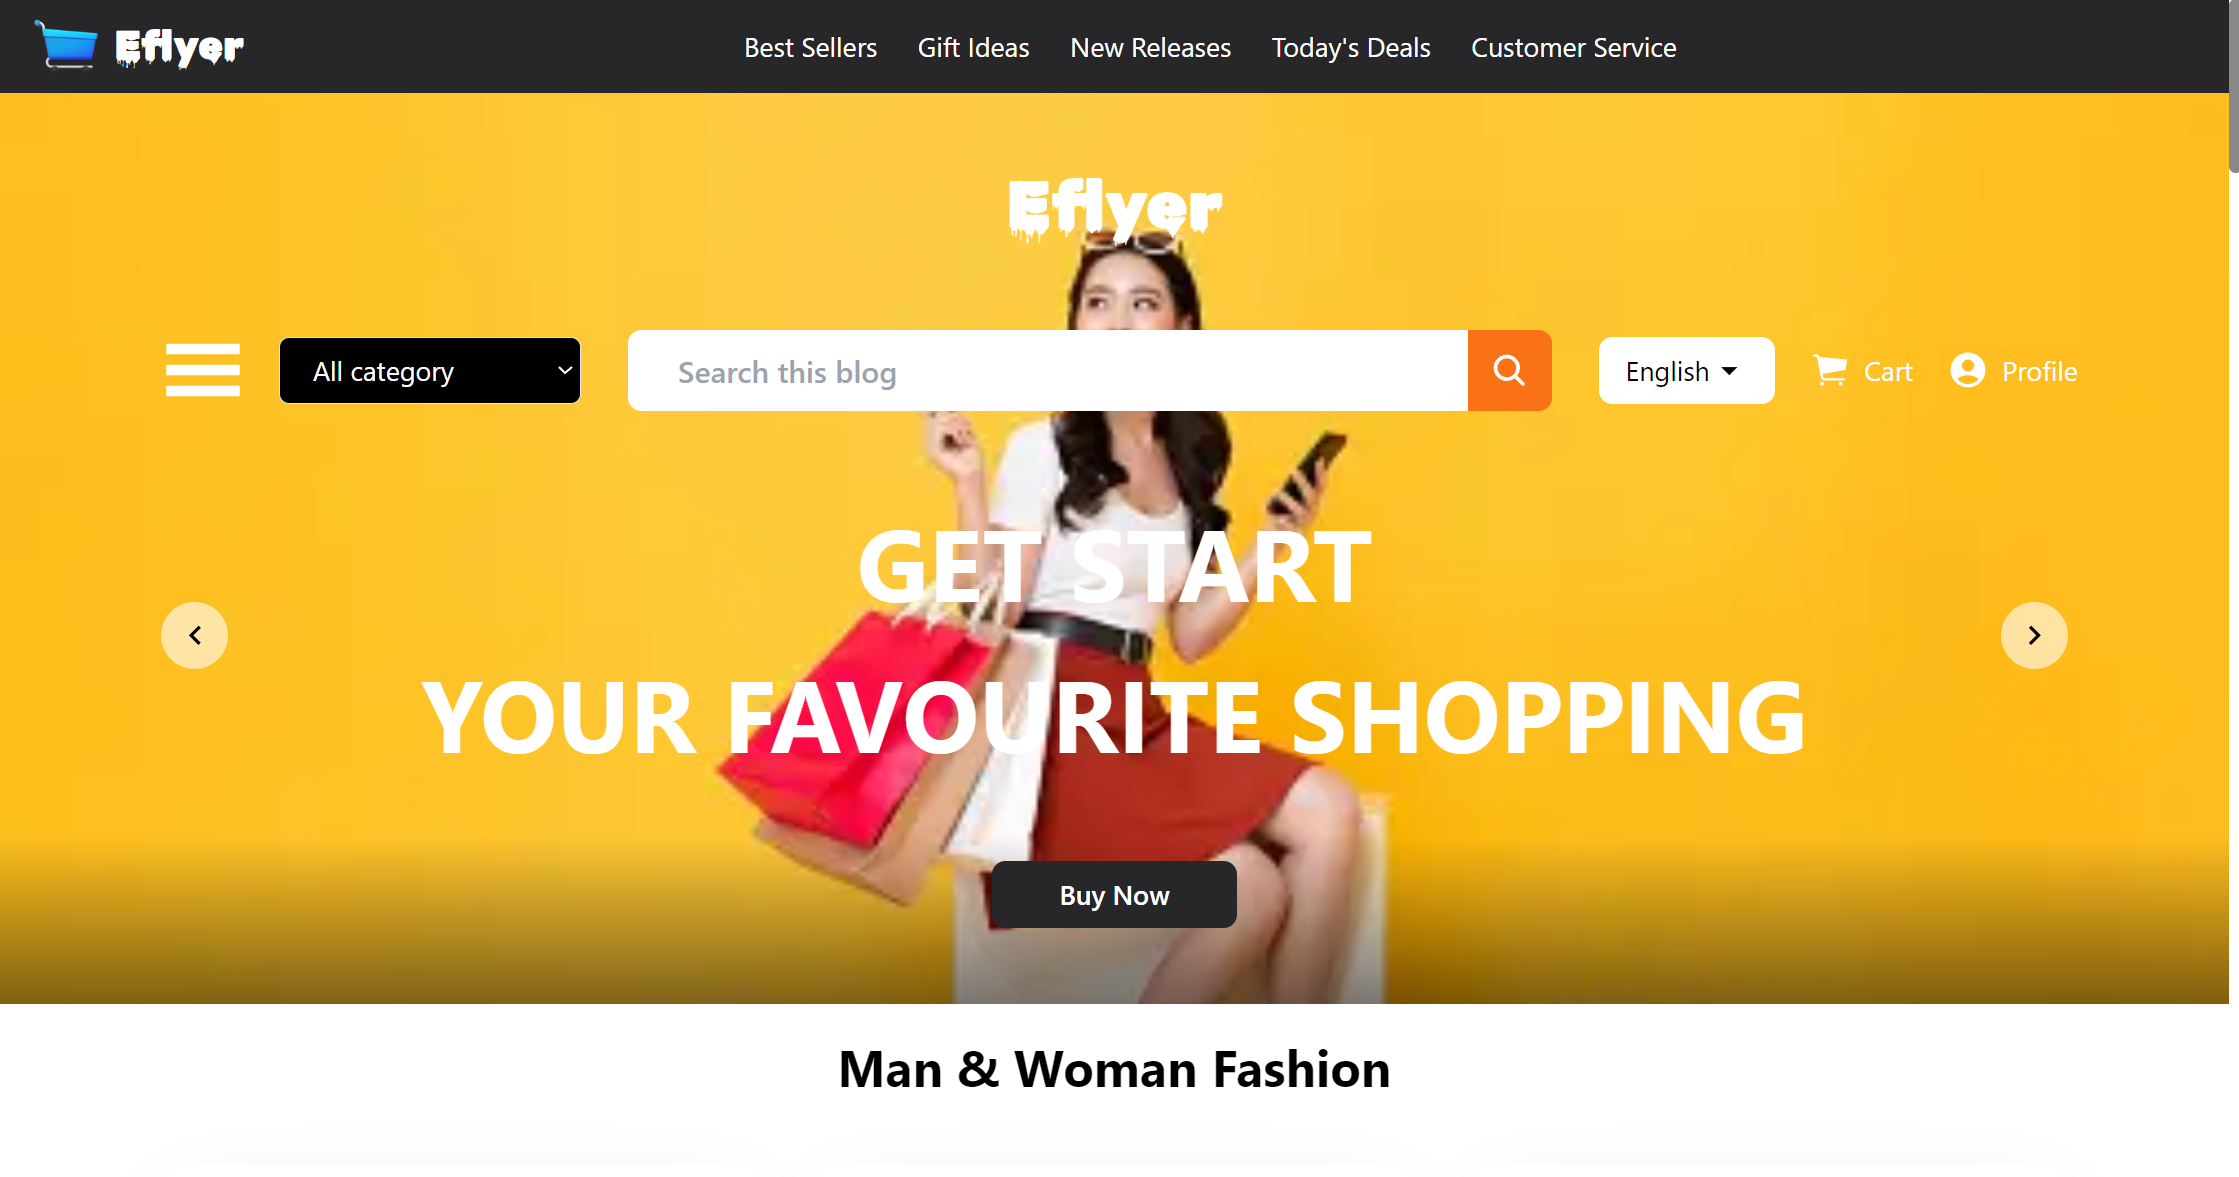 Eflyer
Best Sellers
Gift Ideas
New Releases
Today's Deals
Customer Service
Eflyer
All category
Search this blog
English
Cart
Profile
GET START
YOUR FAVOURITE SHOPPING
Buy Now
Man & Woman Fashion